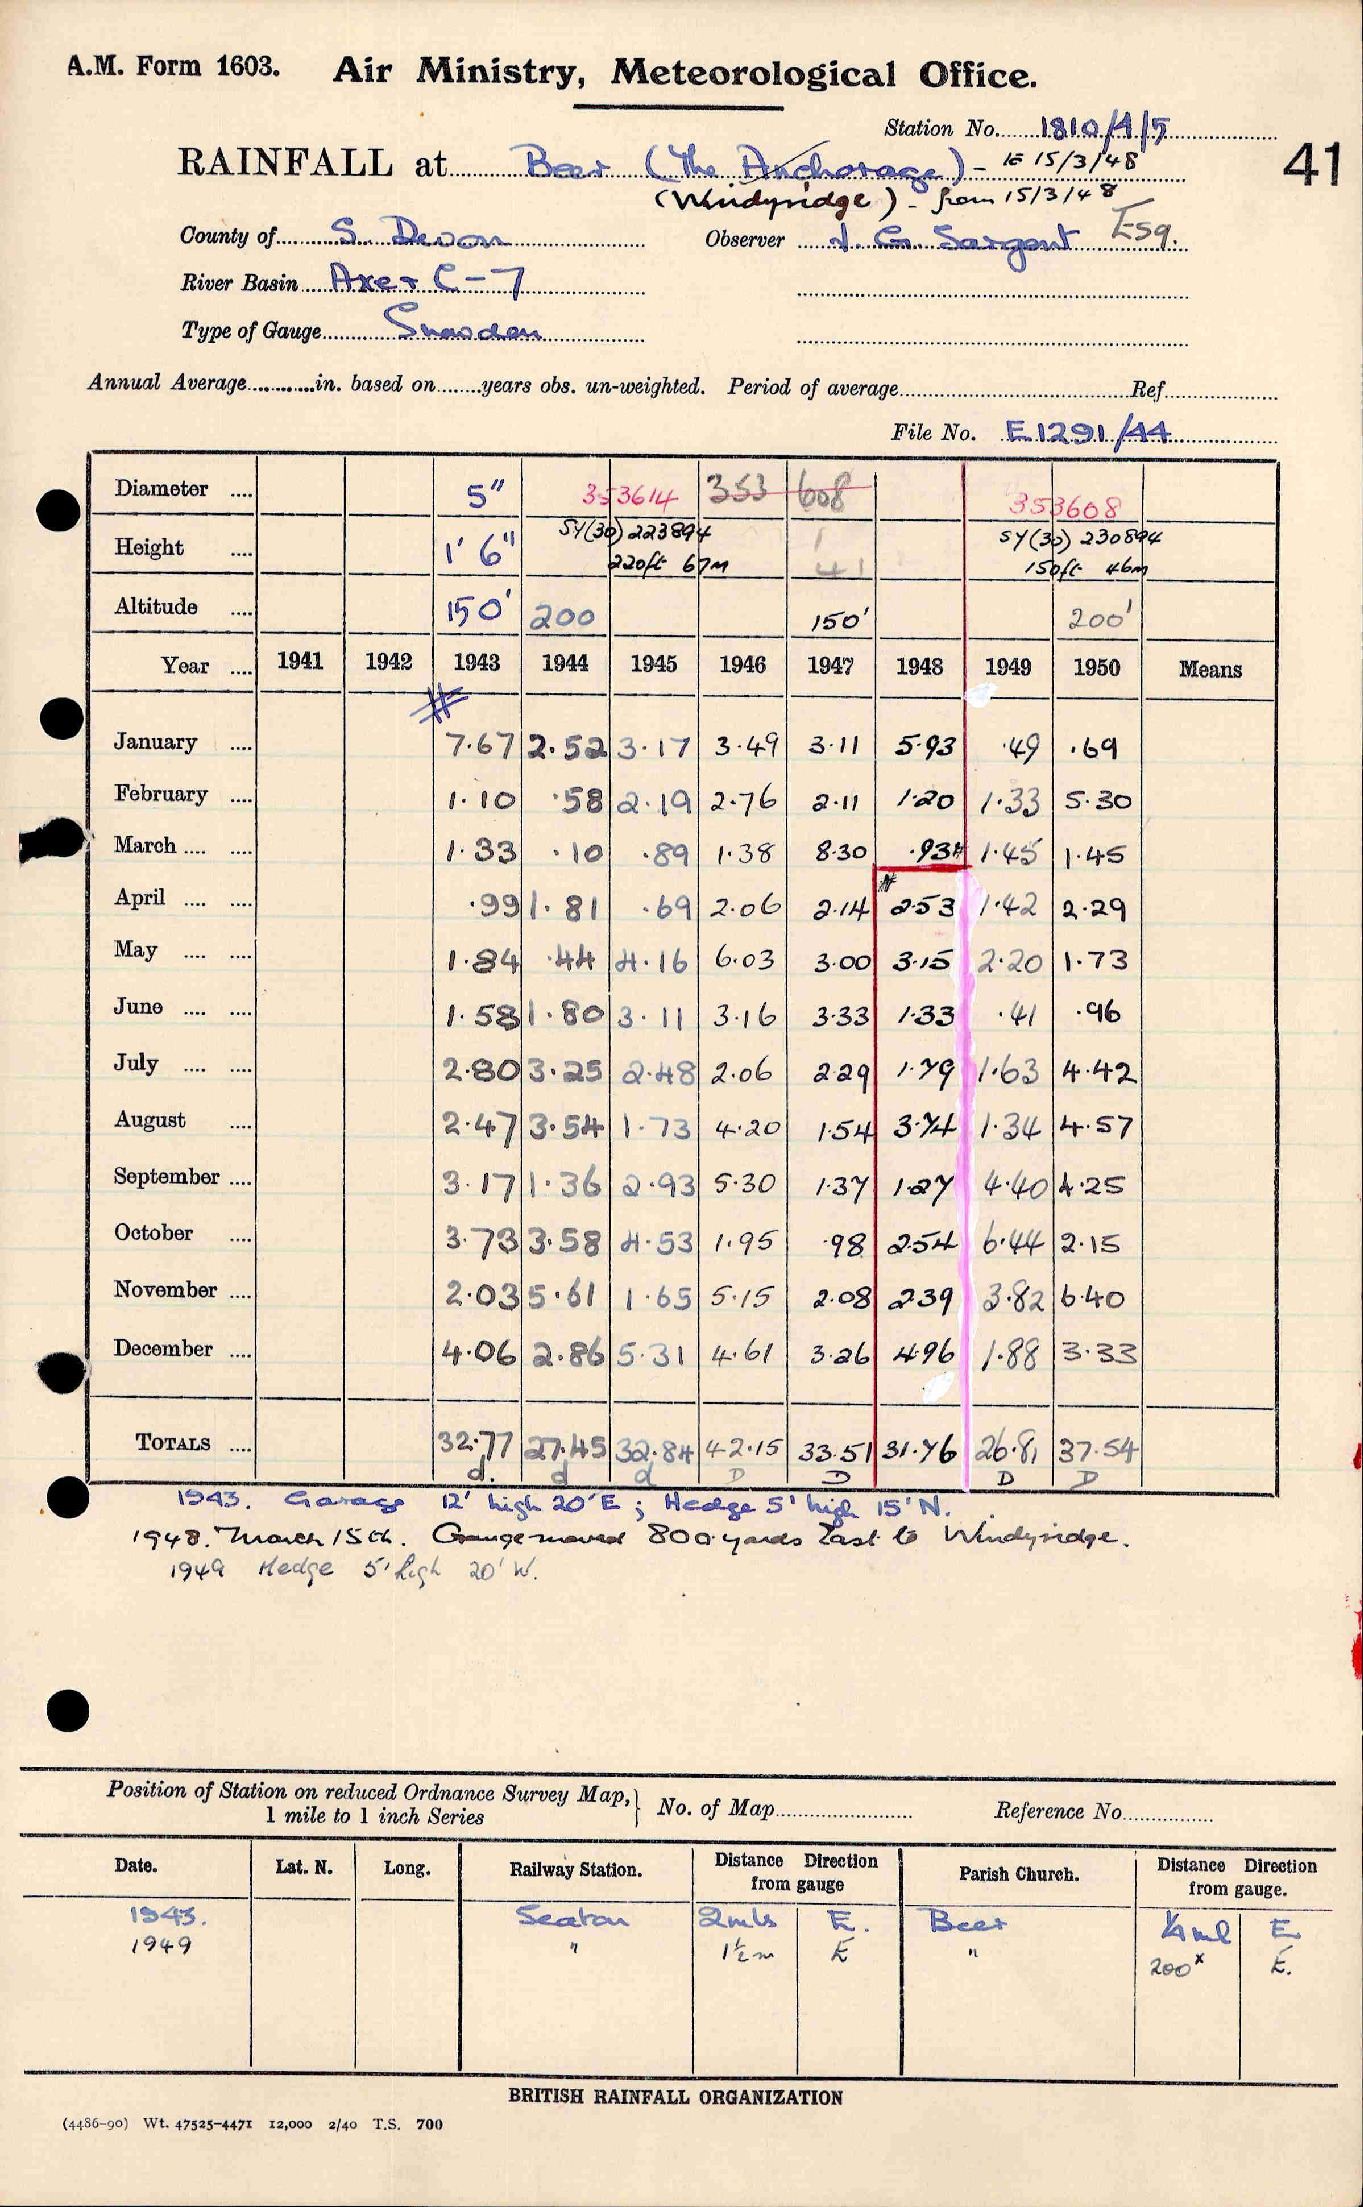 A.M. Form 1603. Air Ministry, Meteorological Office.
Station No. 1810/4/5
41
RAINFALL at Beer (The Anchorage) - to 15/3/48
(Windyridge) - from 15/3/48
County of S. Devon Observer J. G. Sargent Esq.
River Basin Axe + C-7
Type of Gauge Snowdon
Annual Average in. based on years obs. un-weighted. Period of average Ref.
File No. E1291/44
Diameter 5" 353614 353 608 353608
Height 1' 6" SY(30) 223894 220ft 67m 1 41 SY(30) 230894 150ft 46m
Altitude 150' 200 150' 200'
Year 1941 1942 1943 1944 1945 1946 1947 1948 1949 1950 Means
January 7.67 2.52 3.17 3.49 3.11 5.93 .49 .69
February 1.10 .58 2.19 2.76 2.11 1.20 1.33 5.30
March 1.33 .10 .89 1.38 8.30 .93# 1.45 1.45
April .99 1.81 .69 2.06 2.14 2.53 1.42 2.29
May 1.84 .44 4.16 6.03 3.00 3.15 2.20 1.73
June 1.58 1.80 3.11 3.16 3.33 1.33 .41 .96
July 2.80 3.25 2.48 2.06 2.29 1.79 1.63 4.42
August 2.47 3.54 1.73 4.20 1.54 3.74 1.34 4.57
September 3.17 1.36 2.93 5.30 1.37 1.27 4.40 4.25
October 3.73 3.58 4.53 1.95 .98 2.54 6.44 2.15
November 2.03 5.61 1.65 5.15 2.08 2.39 3.82 6.40
December 4.06 2.86 5.31 4.61 3.26 4.96 1.88 3.33
TOTALS 32.77 27.45 32.84 42.15 33.51 31.76 26.81 37.54
d. d d D D D D
1943. Garage 12' high 20' E ; Hedge 5' high 15' N.
1948. March 15th. Gauge moved 800 yards East to Windyridge.
1949 Hedge 5' high 20' W.
Position of Station on reduced Ordnance Survey Map, 1 mile to 1 inch Series No. of Map Reference No.
Date. Lat. N. Long. Railway Station. Distance Direction from gauge Parish Church. Distance Direction from gauge.
1943. Seaton 2mls E. Beer ¼ml E
1949 " 1½m E " 200x E.
BRITISH RAINFALL ORGANIZATION
(4486-90) Wt. 47525-4471 12,000 2/40 T.S. 700